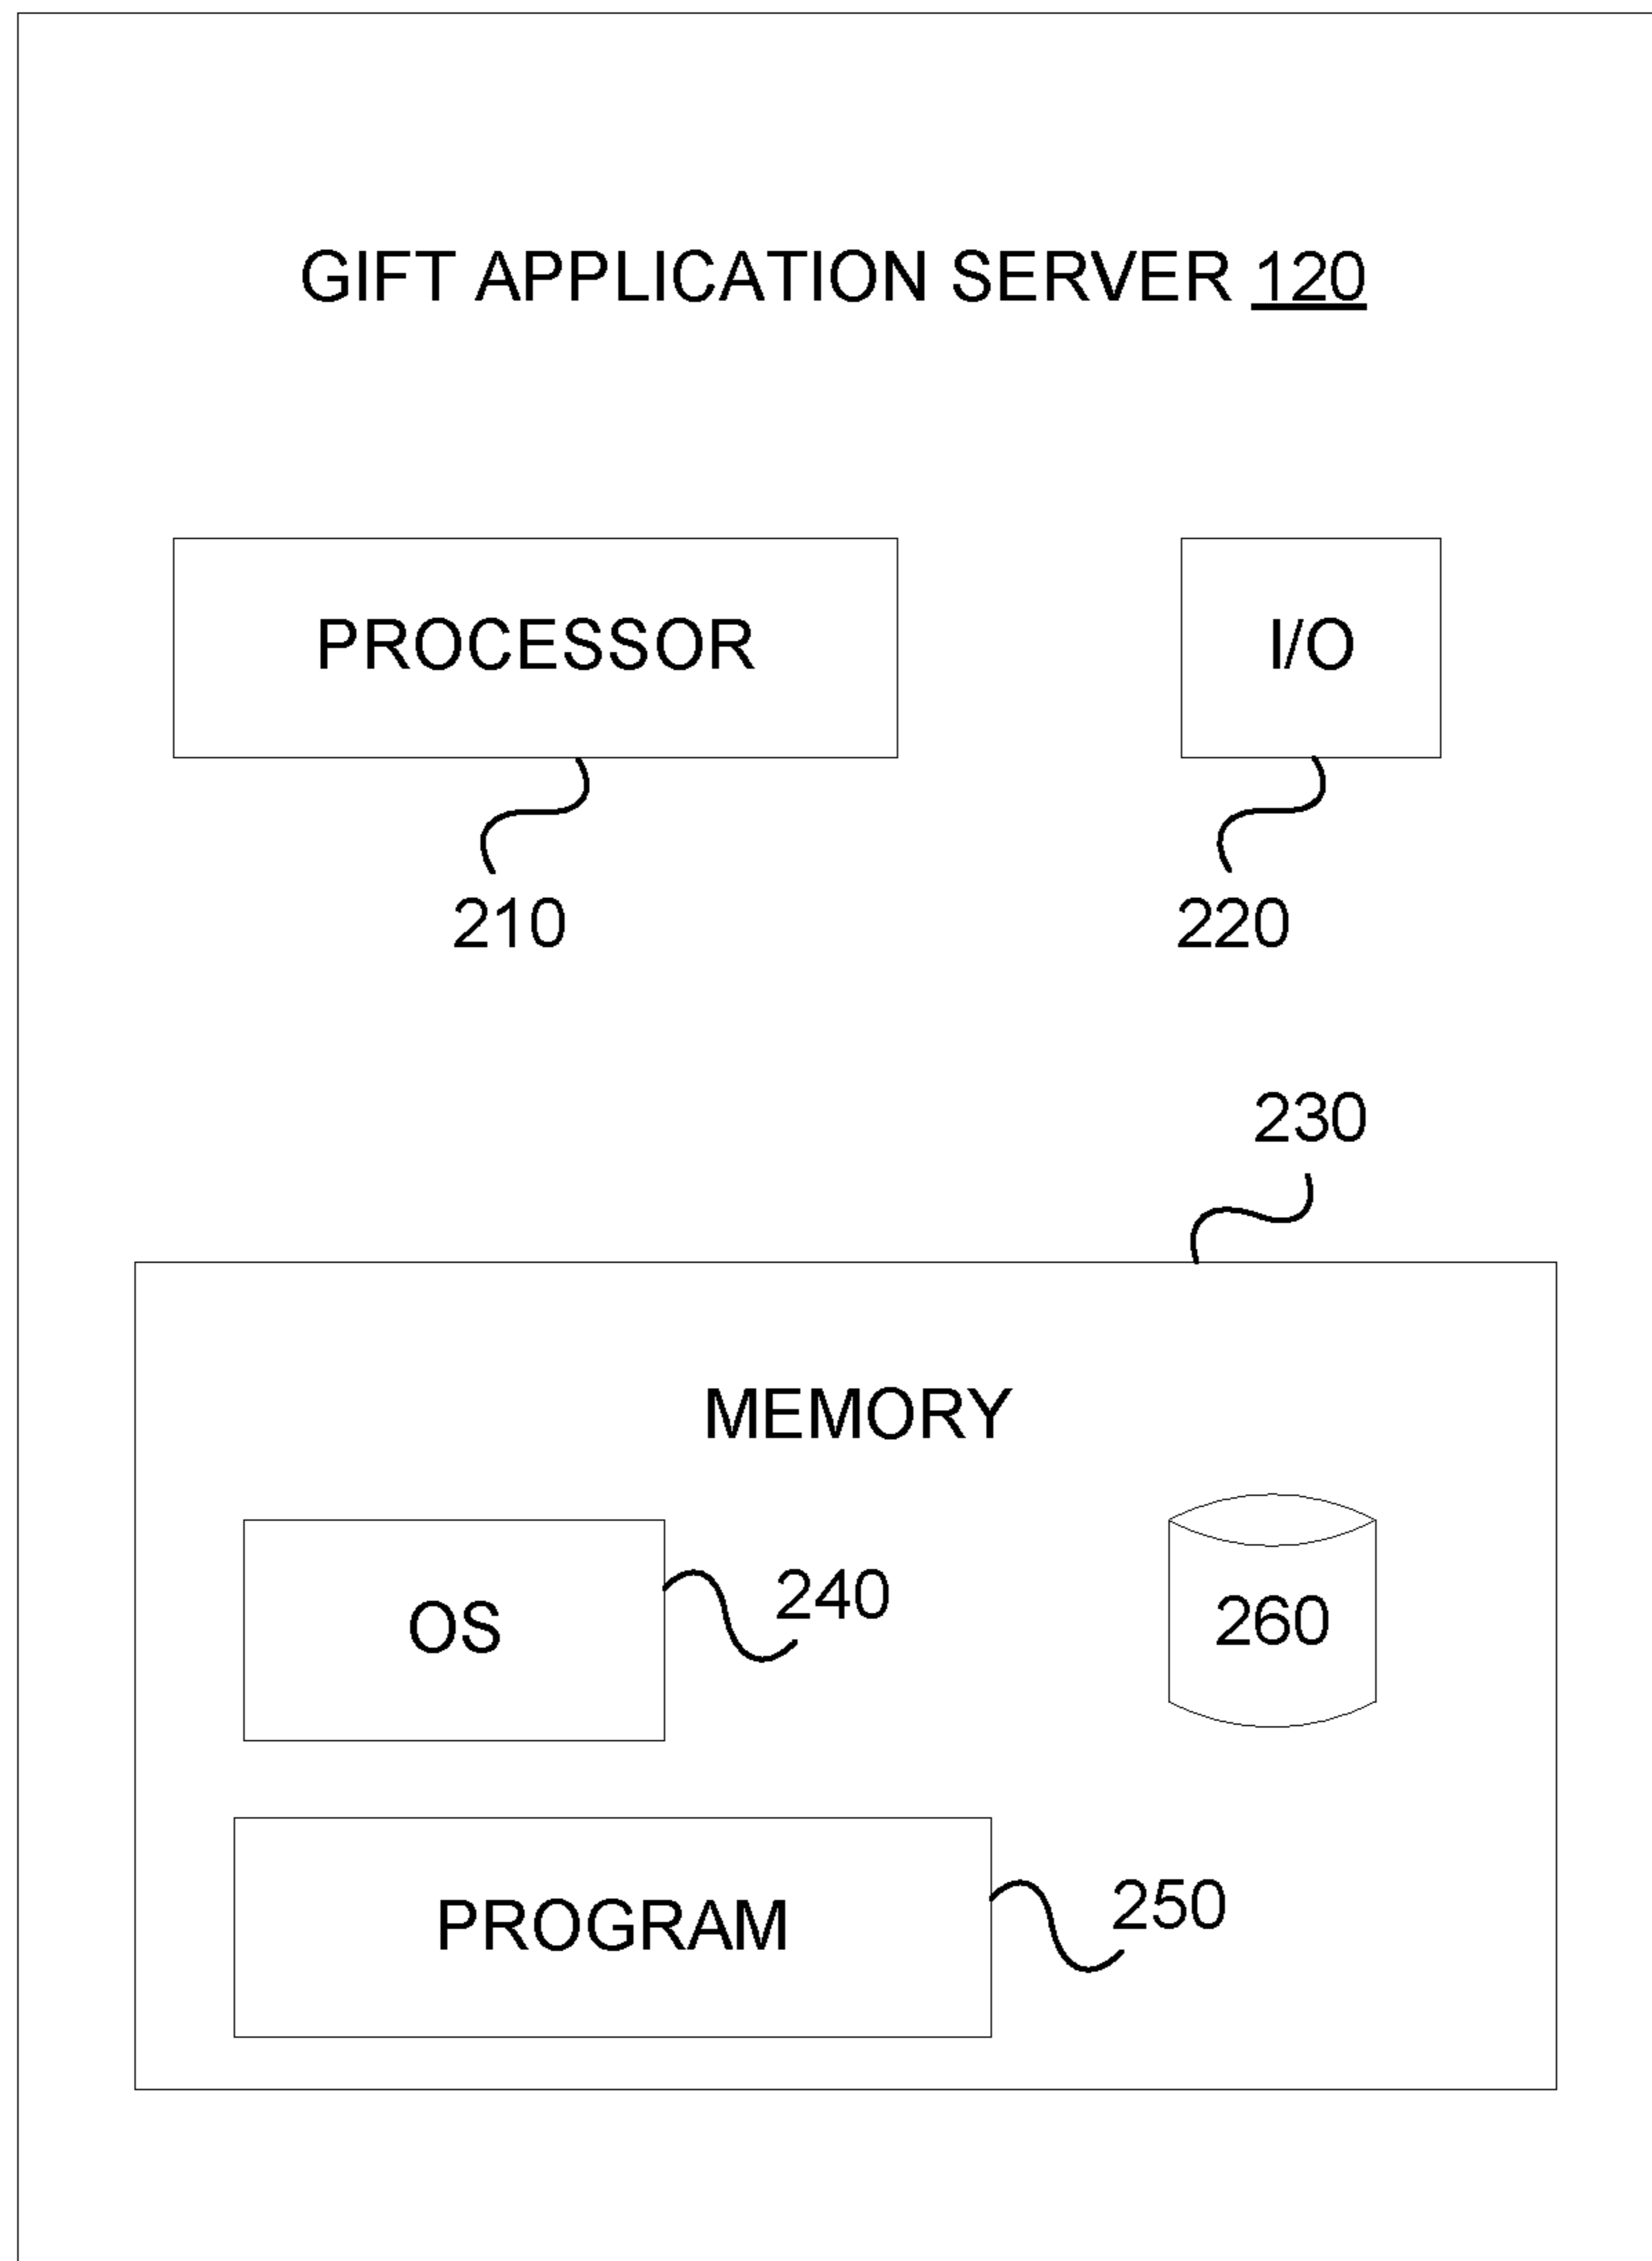 GIFT APPLICATION SERVER 120
PROCESSOR
I/O
210
220
230
MEMORY
OS
240
260
PROGRAM
250